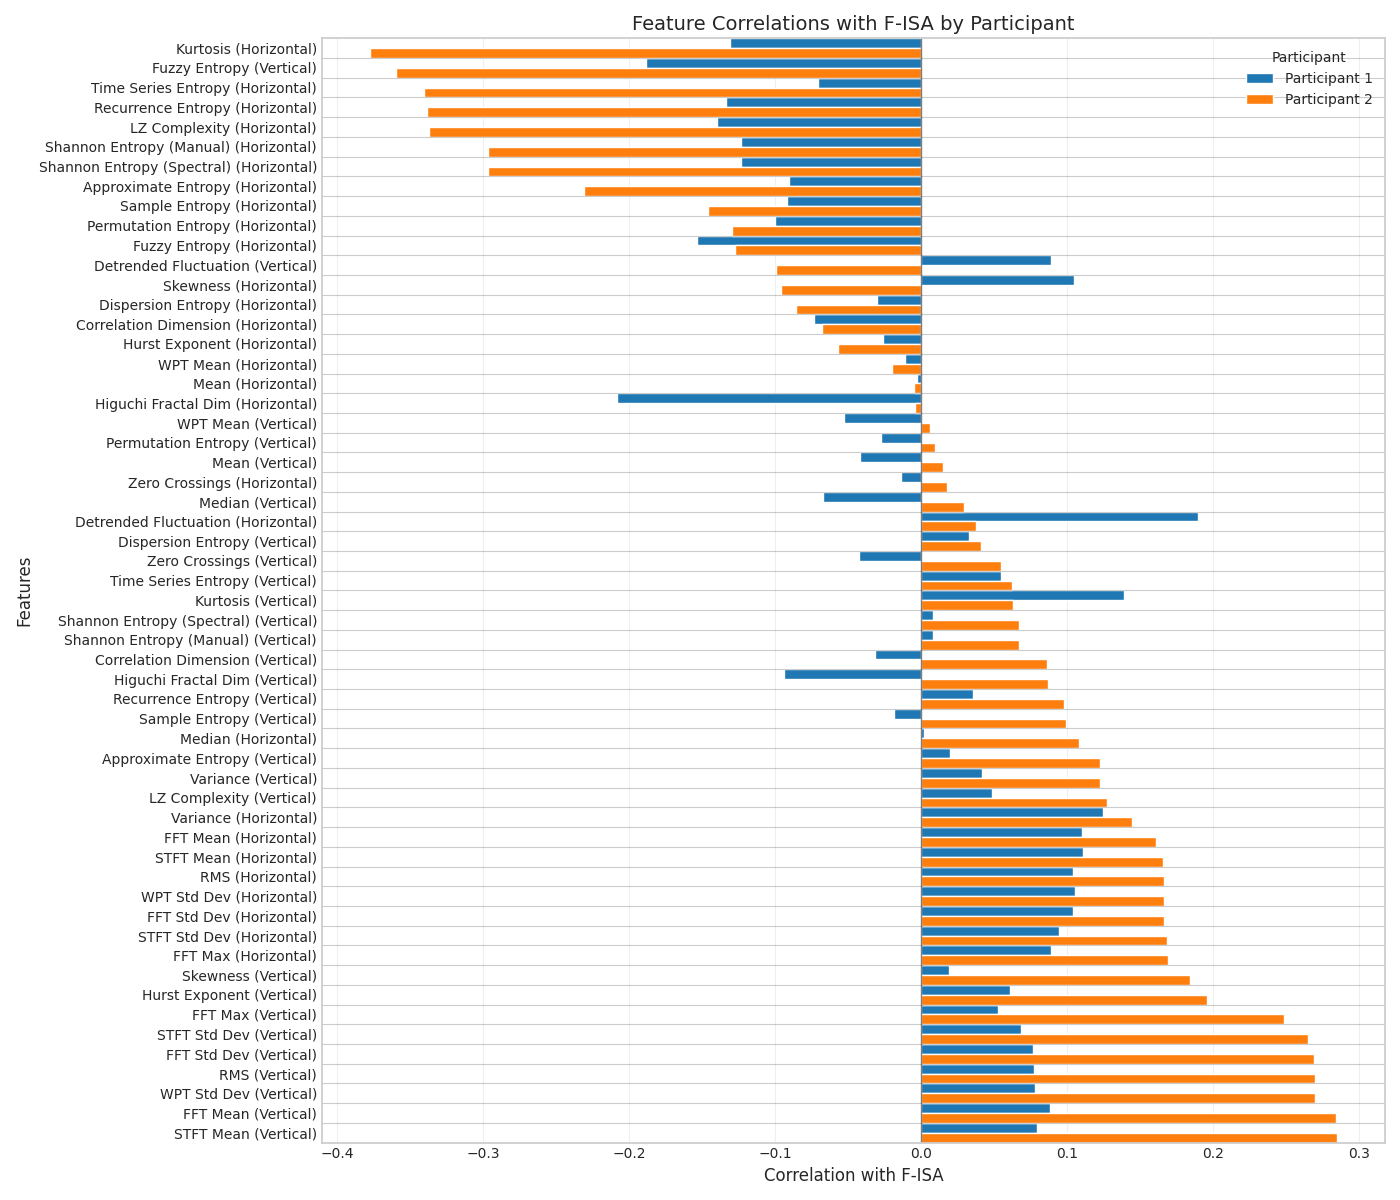 Feature Correlations with F-ISA by Participant
Participant
Participant 1
Participant 2
Features
Kurtosis (Horizontal)
Fuzzy Entropy (Vertical)
Time Series Entropy (Horizontal)
Recurrence Entropy (Horizontal)
LZ Complexity (Horizontal)
Shannon Entropy (Manual) (Horizontal)
Shannon Entropy (Spectral) (Horizontal)
Approximate Entropy (Horizontal)
Sample Entropy (Horizontal)
Permutation Entropy (Horizontal)
Fuzzy Entropy (Horizontal)
Detrended Fluctuation (Vertical)
Skewness (Horizontal)
Dispersion Entropy (Horizontal)
Correlation Dimension (Horizontal)
Hurst Exponent (Horizontal)
WPT Mean (Horizontal)
Mean (Horizontal)
Higuchi Fractal Dim (Horizontal)
WPT Mean (Vertical)
Permutation Entropy (Vertical)
Mean (Vertical)
Zero Crossings (Horizontal)
Median (Vertical)
Detrended Fluctuation (Horizontal)
Dispersion Entropy (Vertical)
Zero Crossings (Vertical)
Time Series Entropy (Vertical)
Kurtosis (Vertical)
Shannon Entropy (Spectral) (Vertical)
Shannon Entropy (Manual) (Vertical)
Correlation Dimension (Vertical)
Higuchi Fractal Dim (Vertical)
Recurrence Entropy (Vertical)
Sample Entropy (Vertical)
Median (Horizontal)
Approximate Entropy (Vertical)
Variance (Vertical)
LZ Complexity (Vertical)
Variance (Horizontal)
FFT Mean (Horizontal)
STFT Mean (Horizontal)
RMS (Horizontal)
WPT Std Dev (Horizontal)
FFT Std Dev (Horizontal)
STFT Std Dev (Horizontal)
FFT Max (Horizontal)
Skewness (Vertical)
Hurst Exponent (Vertical)
FFT Max (Vertical)
STFT Std Dev (Vertical)
FFT Std Dev (Vertical)
RMS (Vertical)
WPT Std Dev (Vertical)
FFT Mean (Vertical)
STFT Mean (Vertical)
−0.4 −0.3 −0.2 −0.1 0.0 0.1 0.2 0.3
Correlation with F-ISA